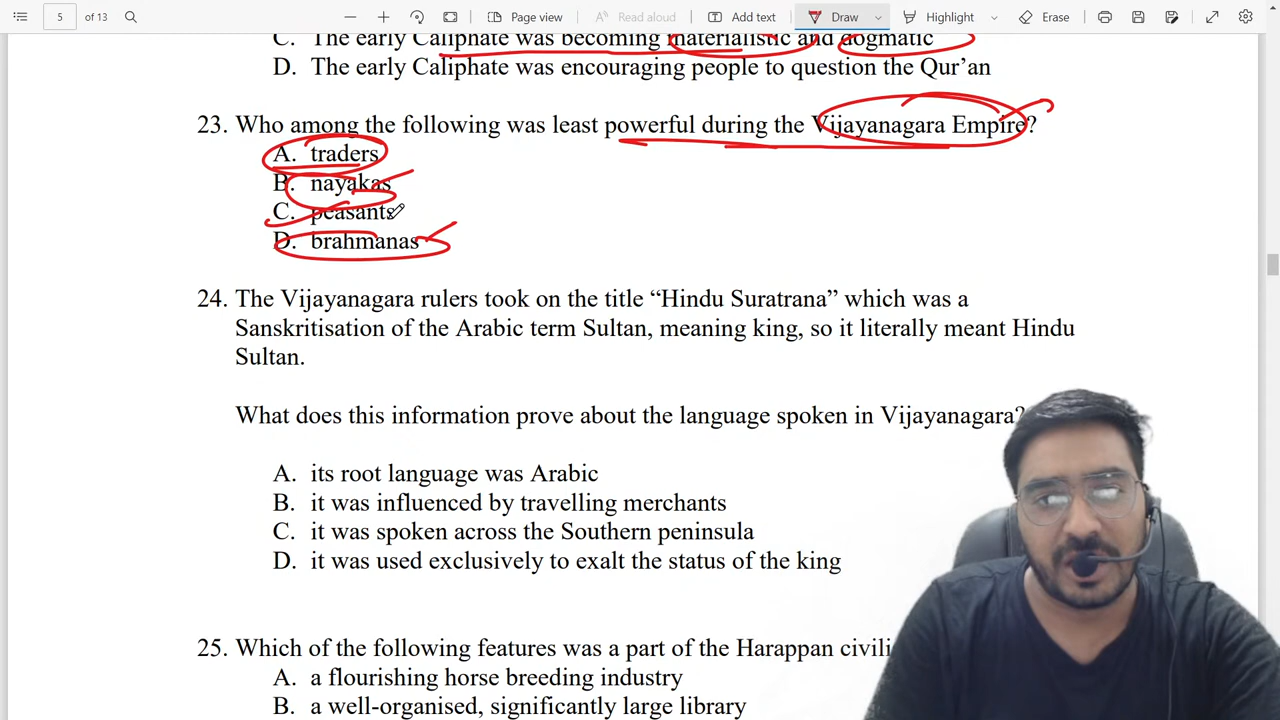 5 of 13 Page view Read aloud Add text Draw Highlight Erase
C. The early Caliphate was becoming materialistic and dogmatic
D. The early Caliphate was encouraging people to question the Qur’an
23. Who among the following was least powerful during the Vijayanagara Empire?
A. traders
B. nayakas
C. peasants
D. brahmanas
24. The Vijayanagara rulers took on the title “Hindu Suratrana” which was a
Sanskritisation of the Arabic term Sultan, meaning king, so it literally meant Hindu
Sultan.
What does this information prove about the language spoken in Vijayanagara?
A. its root language was Arabic
B. it was influenced by travelling merchants
C. it was spoken across the Southern peninsula
D. it was used exclusively to exalt the status of the king
25. Which of the following features was a part of the Harappan civili
A. a flourishing horse breeding industry
B. a well-organised, significantly large library